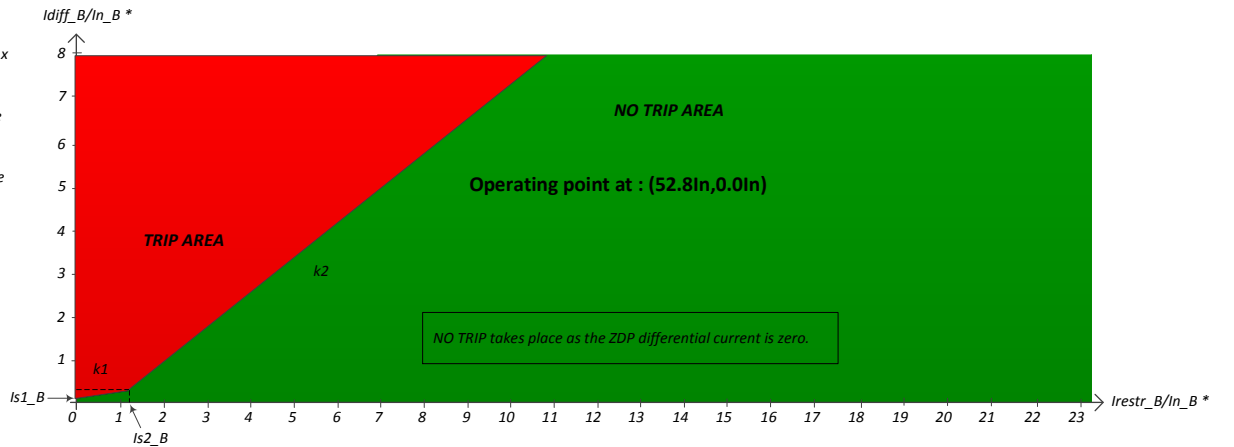 Idiff_B/In_B *
x
8
7
NO TRIP AREA
6
e
5
Operating point at : (52.8In,0.0In)
4
TRIP AREA
3
k2
2
NO TRIP takes place as the ZDP differential current is zero.
1
k1
Is1_B
0 1 2 3 4 5 6 7 8 9 10 11 12 13 14 15 16 17 18 19 20 21 22 23
Irestr_B/In_B *
Is2_B